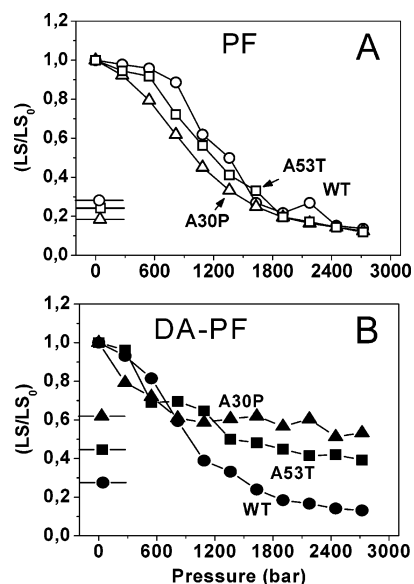 PF
A
1,2
1,0
0,8
0,6
0,4
0,2
0,0
(LS/LS0)
A53T
WT
A30P
0 600 1200 1800 2400 3000
DA-PF
B
1,2
1,0
0,8
0,6
0,4
0,2
0,0
(LS/LS0)
A30P
A53T
WT
0 600 1200 1800 2400 3000
Pressure (bar)